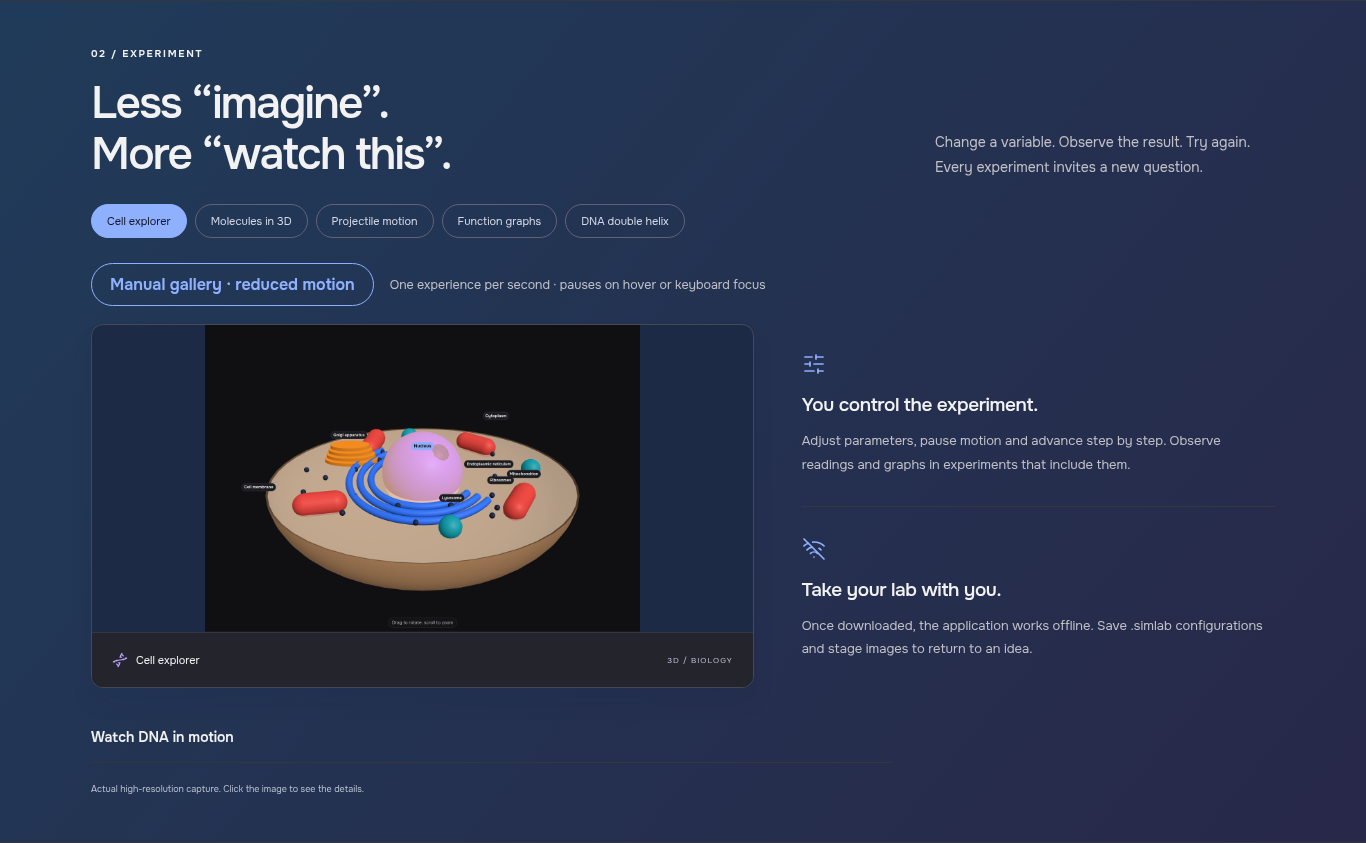 02 / EXPERIMENT
Less “imagine”.
More “watch this”.
Change a variable. Observe the result. Try again.
Every experiment invites a new question.
Cell explorer
Molecules in 3D
Projectile motion
Function graphs
DNA double helix
Manual gallery · reduced motion
One experience per second · pauses on hover or keyboard focus
Cytoplasm
Golgi apparatus
Nucleus
Endoplasmic reticulum
Mitochondrion
Ribosomes
Cell membrane
Lysosome
Drag to rotate, scroll to zoom
Cell explorer
3D / BIOLOGY
You control the experiment.
Adjust parameters, pause motion and advance step by step. Observe
readings and graphs in experiments that include them.
Take your lab with you.
Once downloaded, the application works offline. Save .simlab configurations
and stage images to return to an idea.
Watch DNA in motion
Actual high-resolution capture. Click the image to see the details.